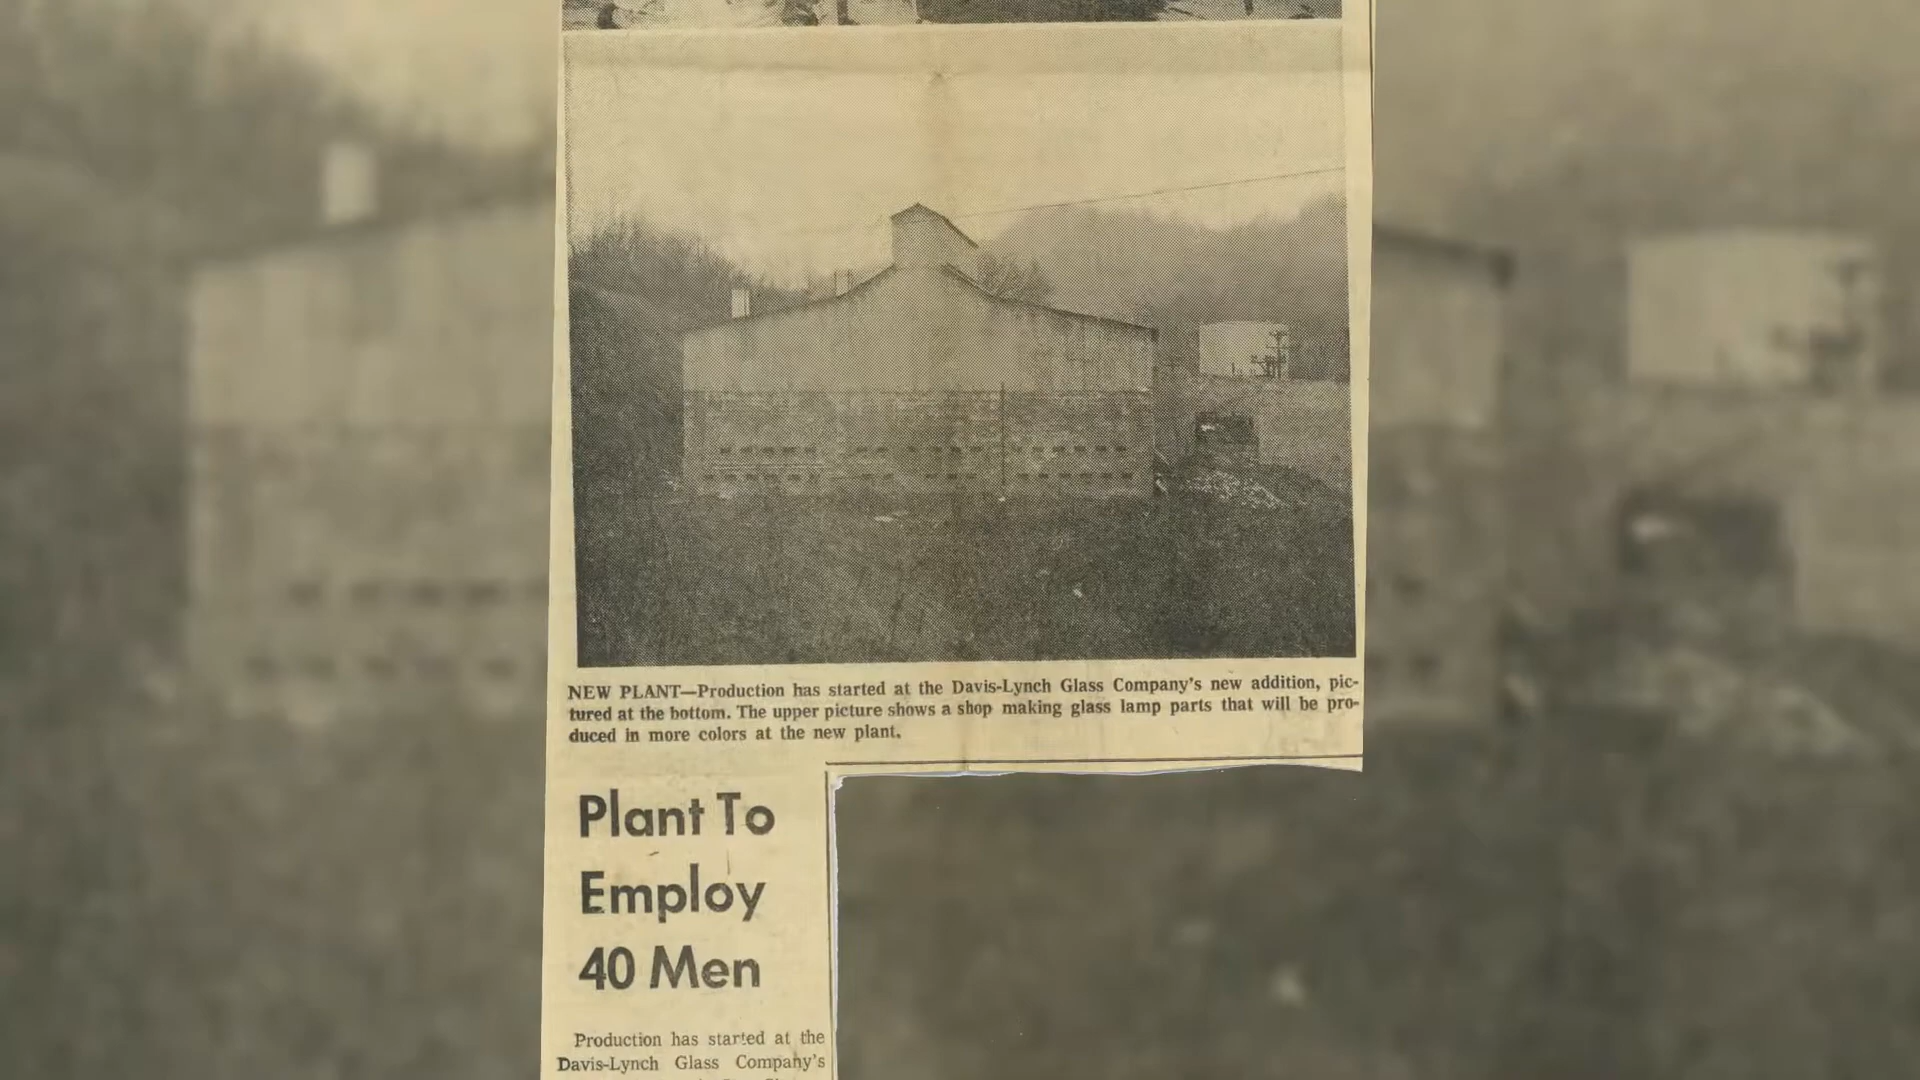 NEW PLANT—Production has started at the Davis-Lynch Glass Company's new addition, pic-
tured at the bottom. The upper picture shows a shop making glass lamp parts that will be pro-
duced in more colors at the new plant.
Plant To
Employ
40 Men
Production has started at the
Davis-Lynch Glass Company's